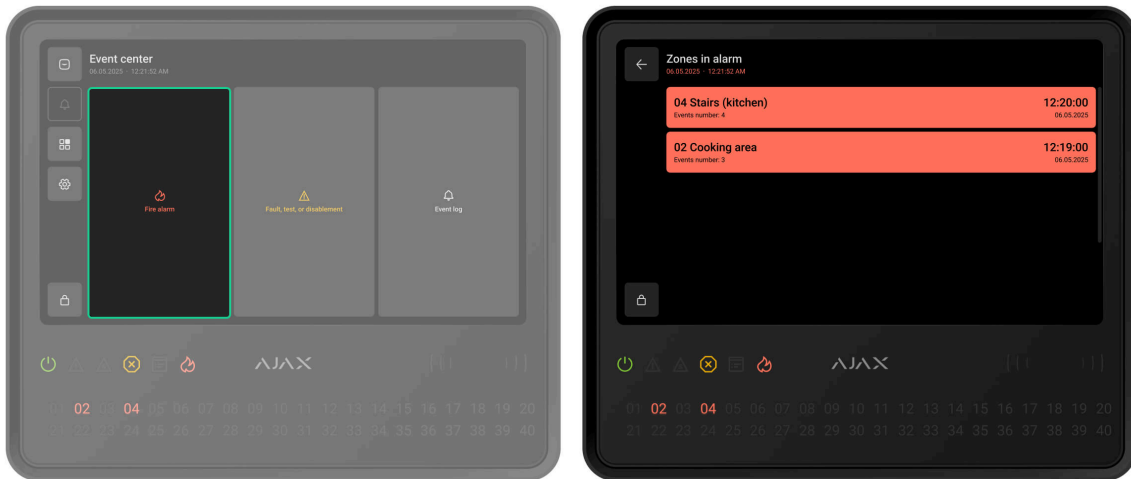 Event center
06.05.2025 · 12:21:52 AM
Fire alarm
Fault, test, or disablement
Event log
AJAX
01 02 03 04 05 06 07 08 09 10 11 12 13 14 15 16 17 18 19 20
21 22 23 24 25 26 27 28 29 30 31 32 33 34 35 36 37 38 39 40
Zones in alarm
06.05.2025 · 12:21:52 AM
04 Stairs (kitchen)
12:20:00
Events number: 4
06.05.2025
02 Cooking area
12:19:00
Events number: 3
06.05.2025
AJAX
01 02 03 04 05 06 07 08 09 10 11 12 13 14 15 16 17 18 19 20
21 22 23 24 25 26 27 28 29 30 31 32 33 34 35 36 37 38 39 40